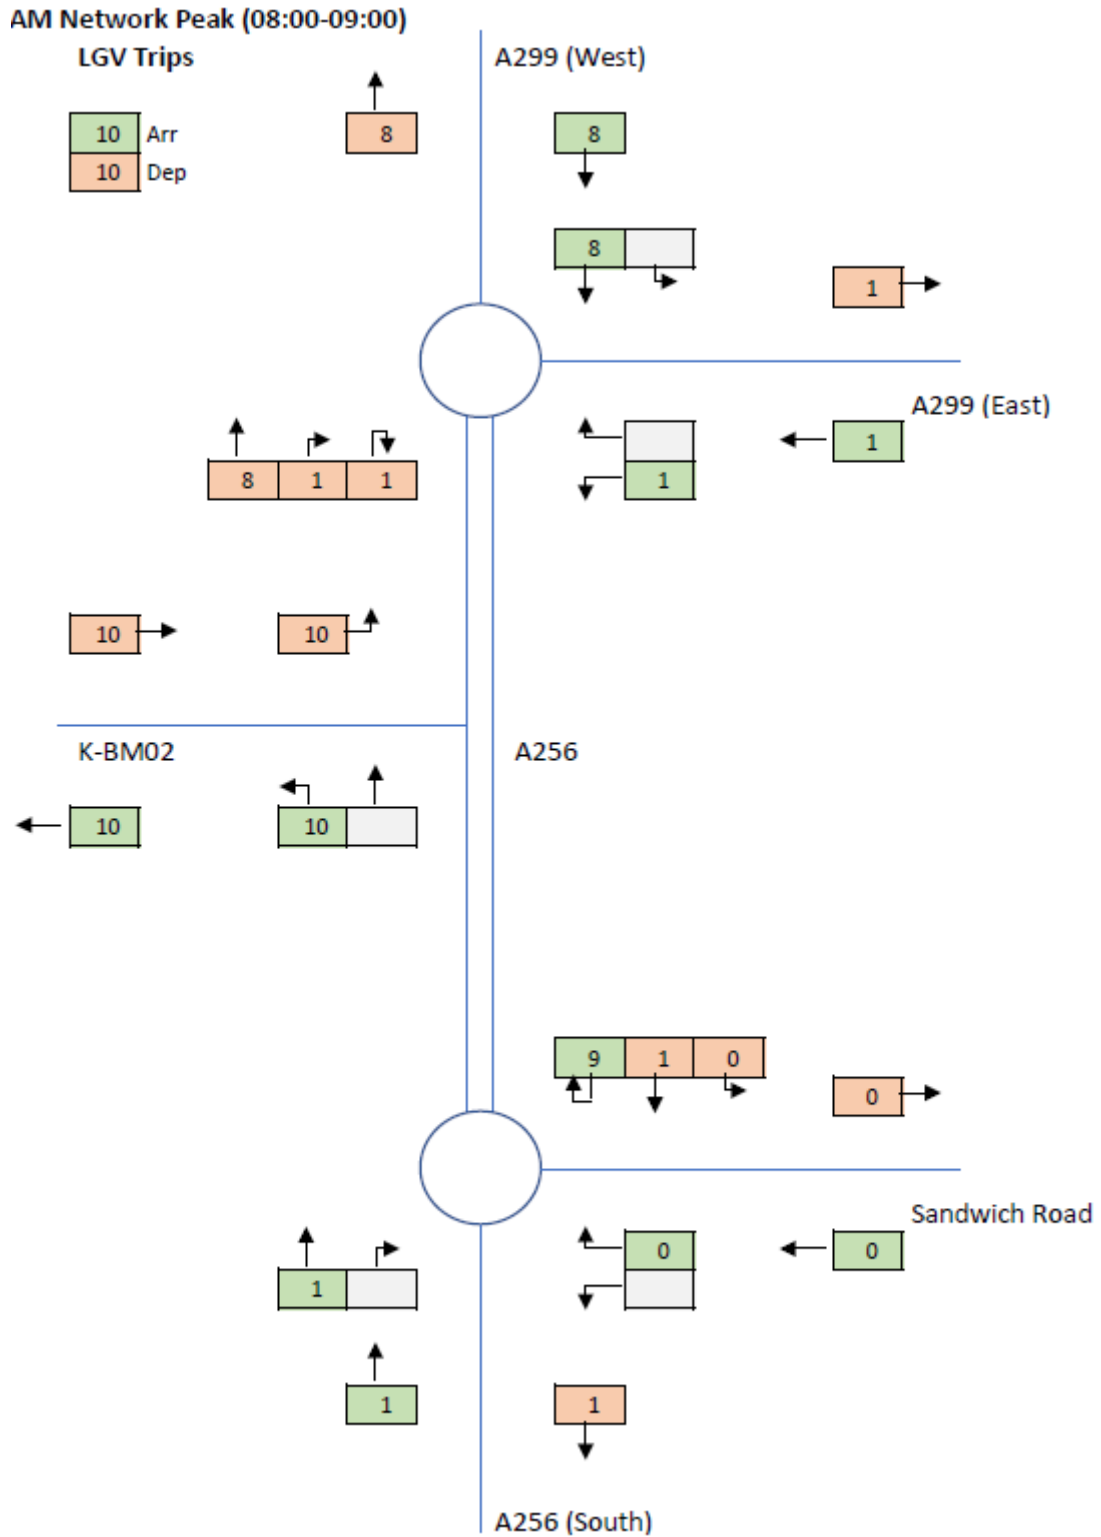 AM Network Peak (08:00-09:00)
LGV Trips
A299 (West)
10 Arr
8
8
10 Dep
8
1
A299 (East)
1
8 1 1
1
10
10
K-BM02
A256
10
10
9 1 0
0
Sandwich Road
0
0
1
1
1
A256 (South)